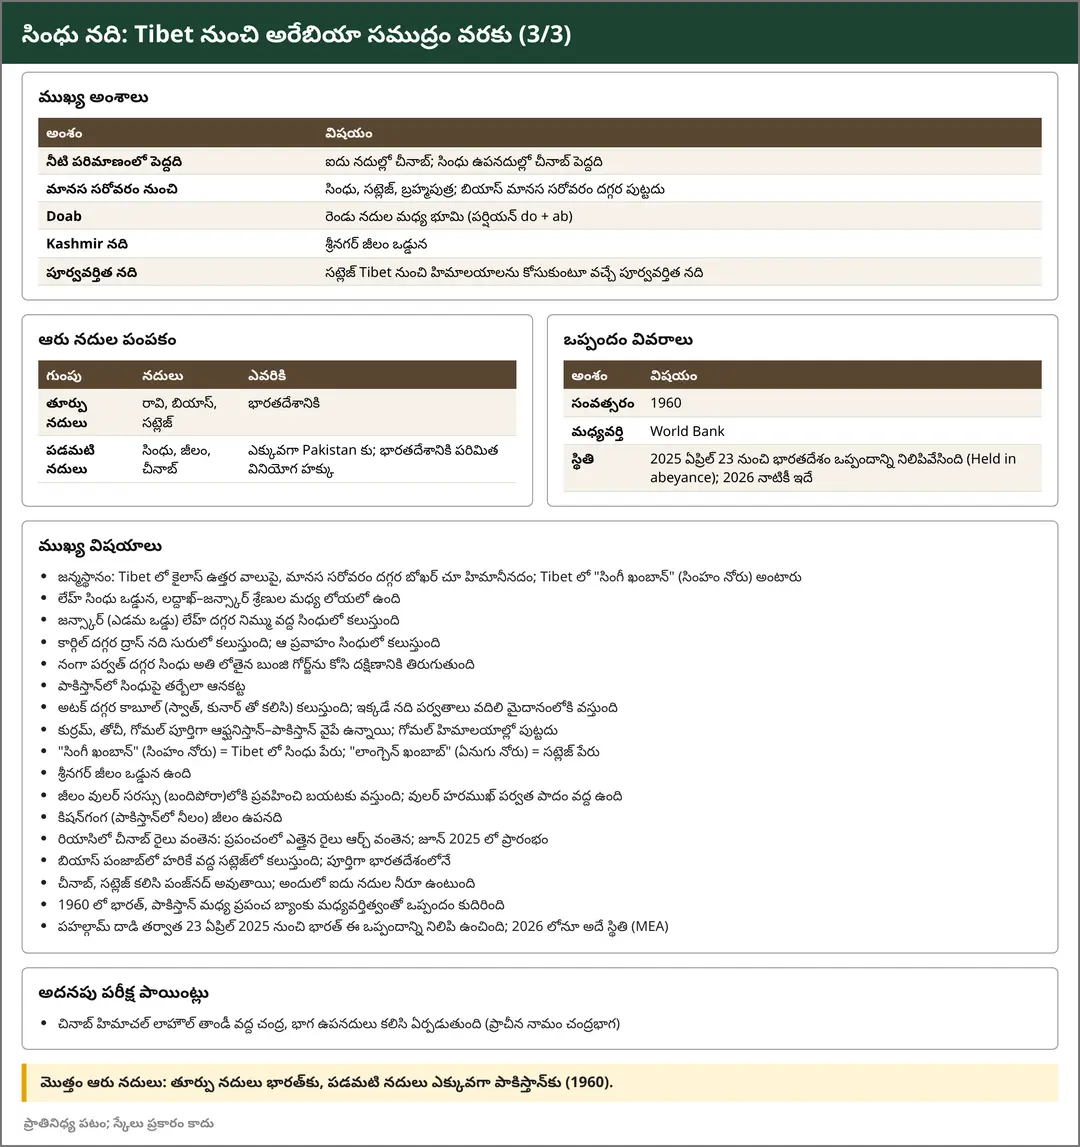 సింధు నది: Tibet నుంచి అరేబియా సముద్రం వరకు (3/3)
ముఖ్య అంశాలు
అంశం విషయం
నీటి పరిమాణంలో పెద్దది ఐదు నదుల్లో చీనాబ్; సింధు ఉపనదుల్లో చీనాబ్ పెద్దది
మానస సరోవరం నుంచి సింధు, సట్లెజ్, బ్రహ్మపుత్ర; బియాస్ మానస సరోవరం దగ్గర పుట్టదు
Doab రెండు నదుల మధ్య భూమి (పర్షియన్ do + ab)
Kashmir నది శ్రీనగర్ జీలం ఒడ్డున
పూర్వవర్తిత నది సట్లెజ్ Tibet నుంచి హిమాలయాలను కోసుకుంటూ వచ్చే పూర్వవర్తిత నది
ఆరు నదుల పంపకం
గుంపు నదులు ఎవరికి
తూర్పు నదులు రావి, బియాస్, సట్లెజ్ భారతదేశానికి
పడమటి నదులు సింధు, జీలం, చీనాబ్ ఎక్కువగా Pakistan కు; భారతదేశానికి పరిమిత వినియోగ హక్కు
ఒప్పందం వివరాలు
అంశం విషయం
సంవత్సరం 1960
మధ్యవర్తి World Bank
స్థితి 2025 ఏప్రిల్ 23 నుంచి భారతదేశం ఒప్పందాన్ని నిలిపివేసింది (Held in abeyance); 2026 నాటికీ ఇదే
ముఖ్య విషయాలు
• జన్మస్థానం: Tibet లో కైలాస్ ఉత్తర వాలుపై, మానస సరోవరం దగ్గర బోఖర్ చూ హిమానీనదం; Tibet లో "సింగీ ఖంబాన్" (సింహం నోరు) అంటారు
• లేహ్ సింధు ఒడ్డున, లద్దాఖ్–జన్స్కార్ శ్రేణుల మధ్య లోయలో ఉంది
• జన్స్కార్ (ఎడమ ఒడ్డు) లేహ్ దగ్గర నిమ్ము వద్ద సింధులో కలుస్తుంది
• కార్గిల్ దగ్గర ద్రాస్ నది సురులో కలుస్తుంది; ఆ ప్రవాహం సింధులో కలుస్తుంది
• నంగా పర్వత్ దగ్గర సింధు అతి లోతైన బుంజి గోర్జ్‌ను కోసి దక్షిణానికి తిరుగుతుంది
• పాకిస్తాన్‌లో సింధుపై తర్బేలా ఆనకట్ట
• అటక్ దగ్గర కాబూల్ (స్వాత్, కునార్ తో కలిసి) కలుస్తుంది; ఇక్కడే నది పర్వతాలు వదిలి మైదానంలోకి వస్తుంది
• కుర్రమ్, తోచీ, గోమల్ పూర్తిగా ఆఫ్ఘనిస్తాన్–పాకిస్తాన్ వైపే ఉన్నాయి; గోమల్ హిమాలయాల్లో పుట్టదు
• "సింగీ ఖంబాన్" (సింహం నోరు) = Tibet లో సింధు పేరు; "లాంగ్చెన్ ఖంబాబ్" (ఏనుగు నోరు) = సట్లెజ్ పేరు
• శ్రీనగర్ జీలం ఒడ్డున ఉంది
• జీలం వులర్ సరస్సు (బందిపోరా)లోకి ప్రవహించి బయటకు వస్తుంది; వులర్ హరముఖ్ పర్వత పాదం వద్ద ఉంది
• కిషన్‌గంగ (పాకిస్తాన్‌లో నీలం) జీలం ఉపనది
• రియాసిలో చీనాబ్ రైలు వంతెన: ప్రపంచంలో ఎత్తైన రైలు ఆర్చ్ వంతెన; జూన్ 2025 లో ప్రారంభం
• బియాస్ పంజాబ్‌లో హరికే వద్ద సట్లెజ్‌లో కలుస్తుంది; పూర్తిగా భారతదేశంలోనే
• చీనాబ్, సట్లెజ్ కలిసి పంజ్‌నద్ అవుతాయి; అందులో ఐదు నదుల నీరూ ఉంటుంది
• 1960 లో భారత్, పాకిస్తాన్ మధ్య ప్రపంచ బ్యాంకు మధ్యవర్తిత్వంతో ఒప్పందం కుదిరింది
• పహల్గామ్ దాడి తర్వాత 23 ఏప్రిల్ 2025 నుంచి భారత్ ఈ ఒప్పందాన్ని నిలిపి ఉంచింది; 2026 లోనూ అదే స్థితి (MEA)
అదనపు పరీక్ష పాయింట్లు
• చినాబ్ హిమాచల్ లాహౌల్ తాండీ వద్ద చంద్ర, భాగ ఉపనదులు కలిసి ఏర్పడుతుంది (ప్రాచీన నామం చంద్రభాగ)
మొత్తం ఆరు నదులు: తూర్పు నదులు భారత్‌కు, పడమటి నదులు ఎక్కువగా పాకిస్తాన్‌కు (1960).
ప్రాతినిధ్య పటం; స్కేలు ప్రకారం కాదు